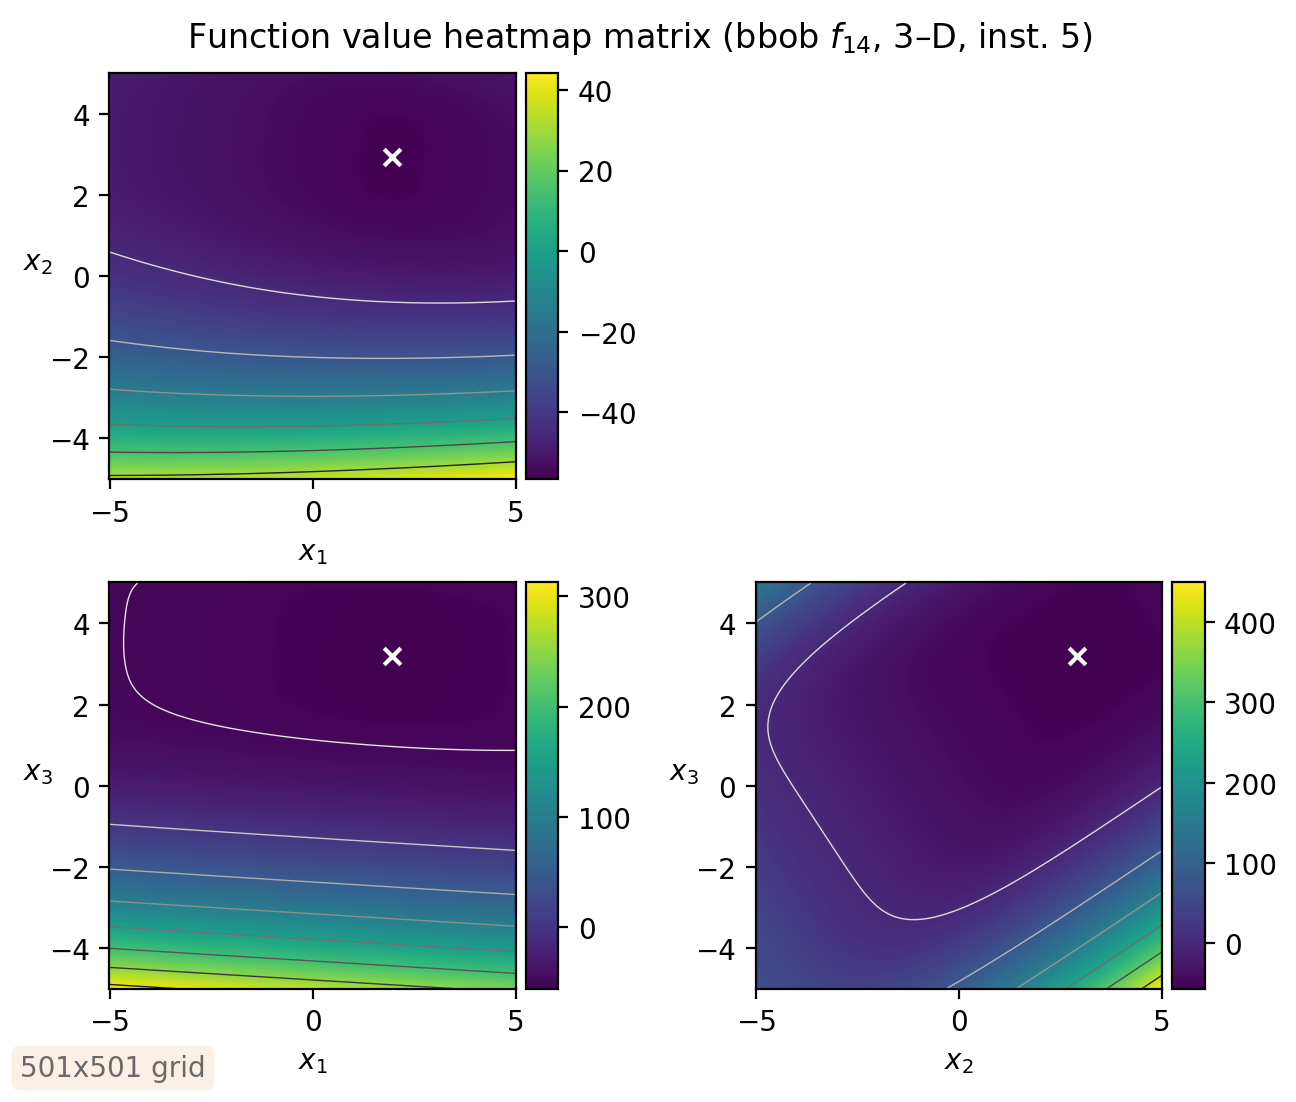 Function value heatmap matrix (bbob f₁₄, 3–D, inst. 5)
4
2
0
−2
−4
x₂
−5 0 5
x₁
40
20
0
−20
−40
4
2
0
−2
−4
x₃
−5 0 5
x₁
300
200
100
0
4
2
0
−2
−4
x₃
−5 0 5
x₂
400
300
200
100
0
501x501 grid